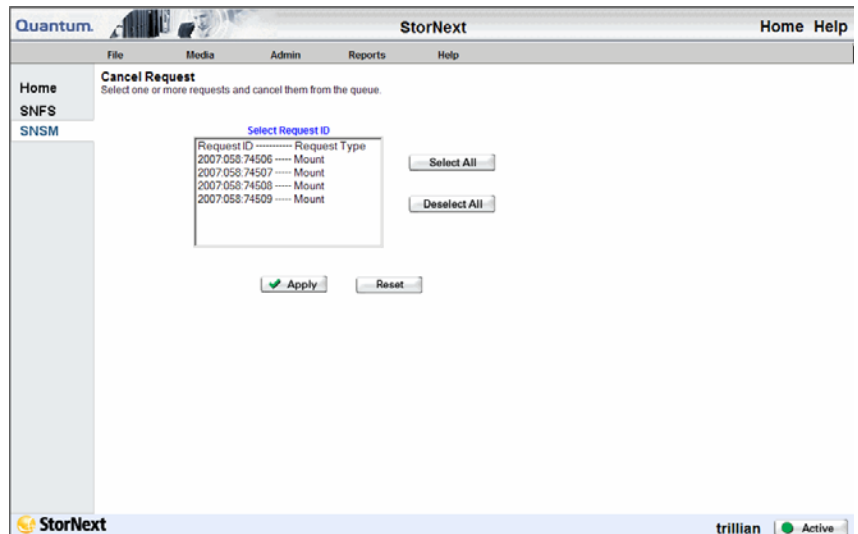 Quantum. StorNext Home Help
File Media Admin Reports Help
Home
SNFS
SNSM
Cancel Request
Select one or more requests and cancel them from the queue.
Select Request ID
Request ID ----------- Request Type
2007:058:74506 ----- Mount
2007:058:74507 ----- Mount
2007:058:74508 ----- Mount
2007:058:74509 ----- Mount
Select All
Deselect All
Apply Reset
StorNext trillian Active